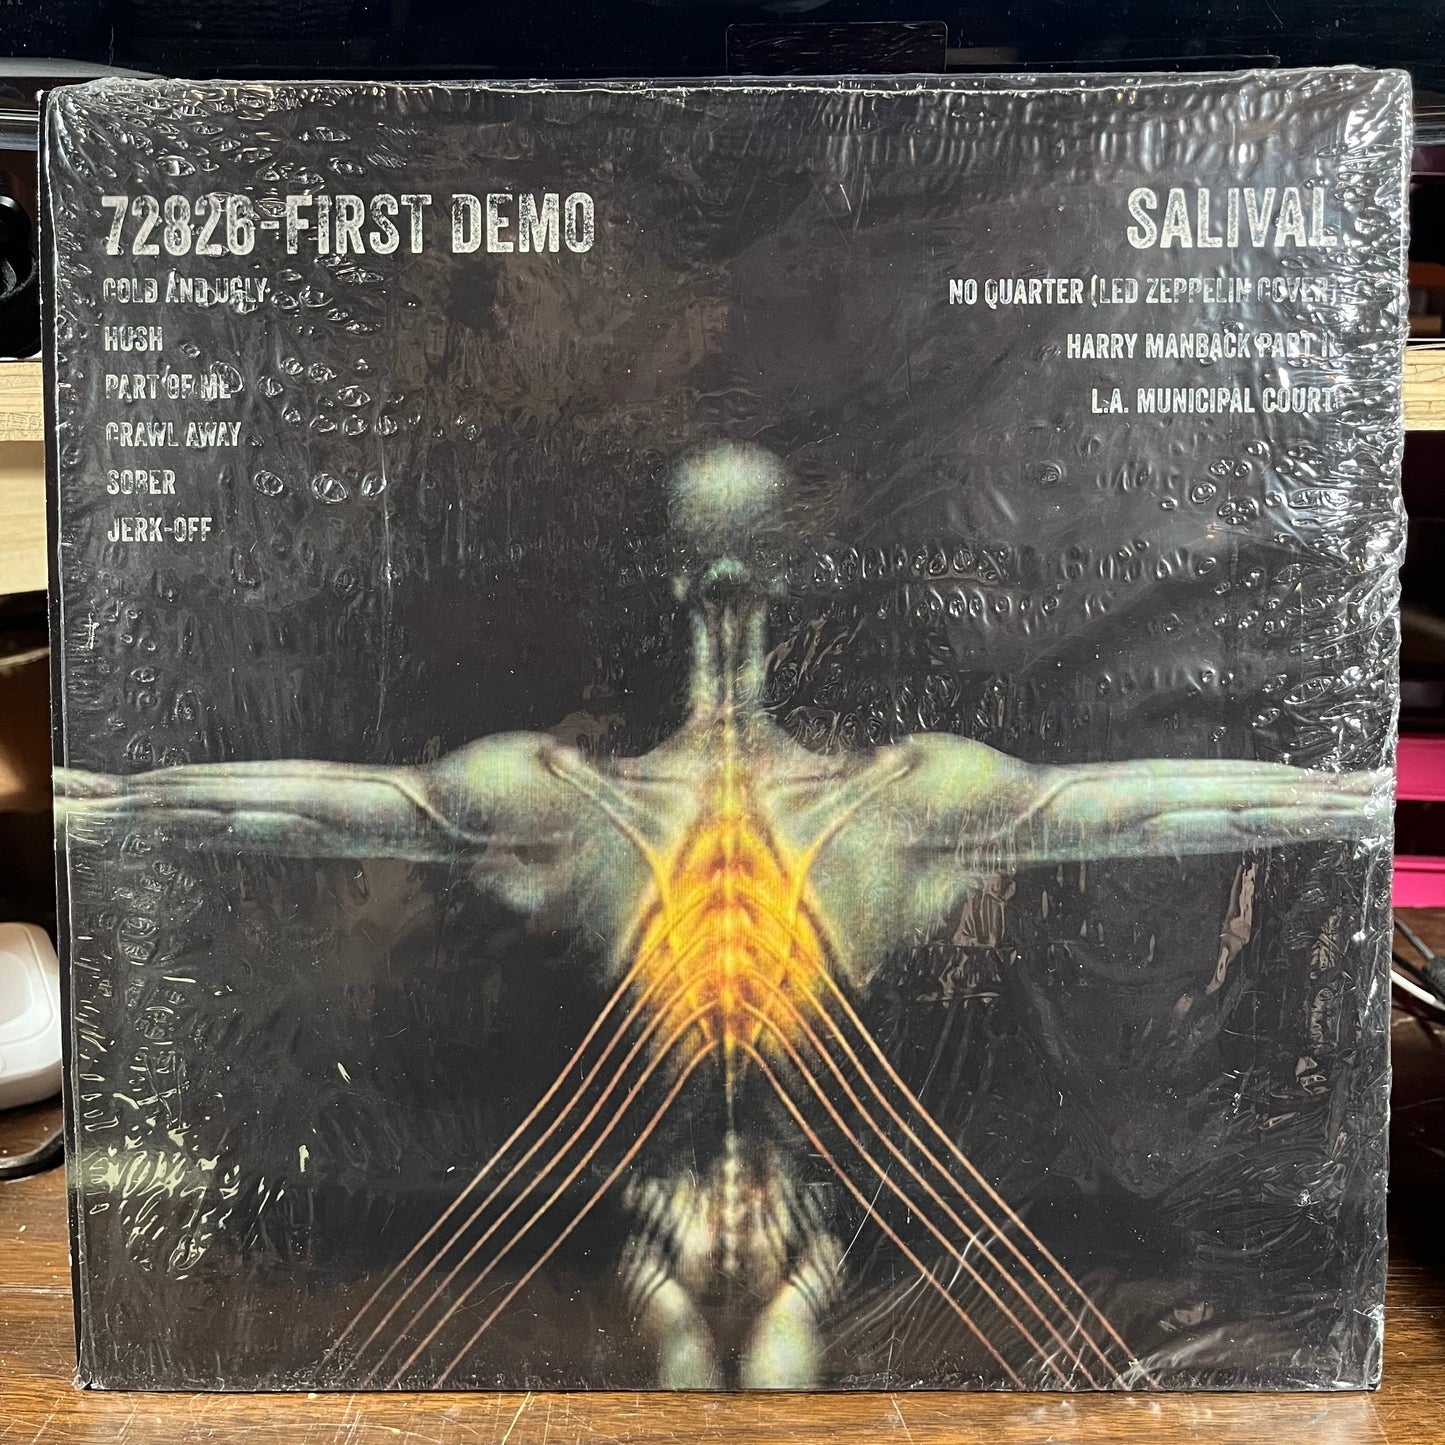 72826-FIRST DEMO
COLD AND UGLY
HUSH
PART OF ME
CRAWL AWAY
SOBER
JERK-OFF
SALIVAL
NO QUARTER (LED ZEPPELIN COVER)
HARRY MANBACK PART II
L.A. MUNICIPAL COURT